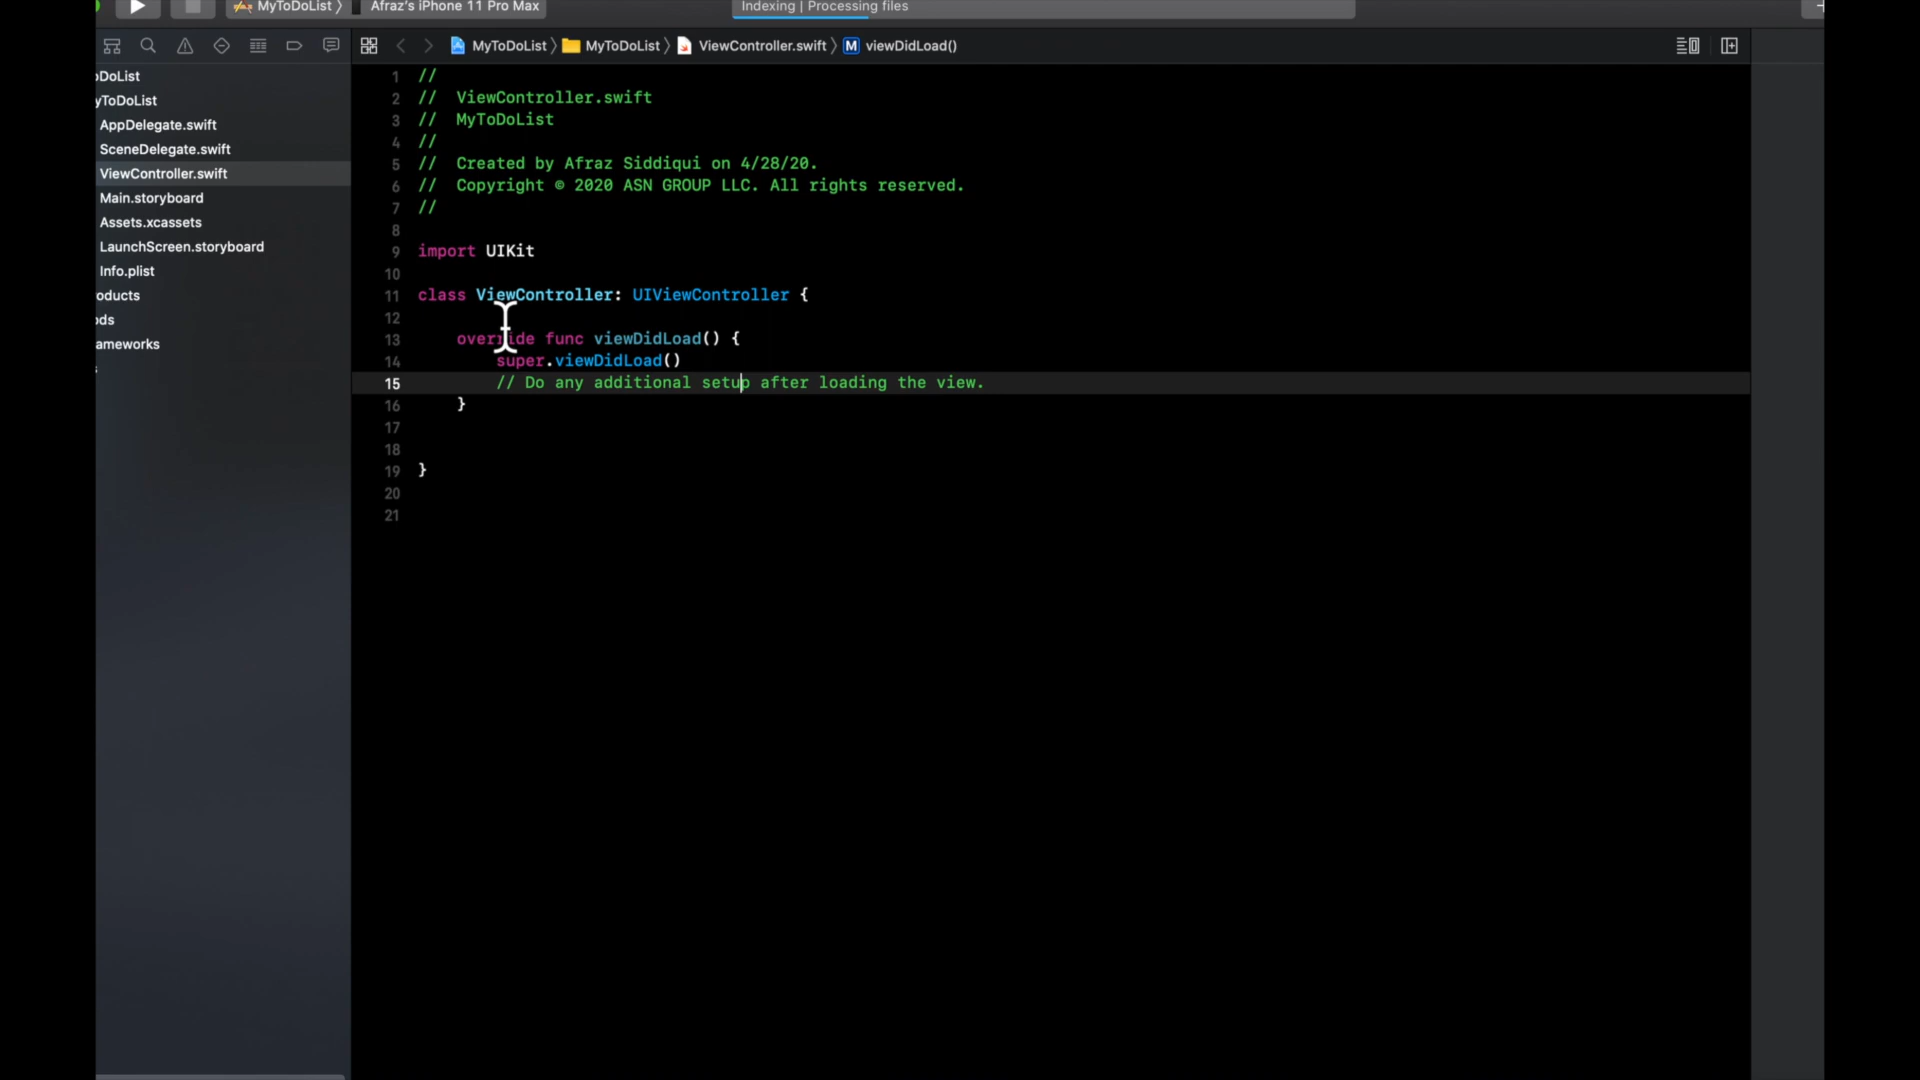 MyToDoList 〉 Afraz's iPhone 11 Pro Max
Indexing | Processing files
MyToDoList 〉 MyToDoList 〉 ViewController.swift 〉 M viewDidLoad()
oDoList
yToDoList
AppDelegate.swift
SceneDelegate.swift
ViewController.swift
Main.storyboard
Assets.xcassets
LaunchScreen.storyboard
Info.plist
oducts
ods
ameworks
1 //
2 //  ViewController.swift
3 //  MyToDoList
4 //
5 //  Created by Afraz Siddiqui on 4/28/20.
6 //  Copyright © 2020 ASN GROUP LLC. All rights reserved.
7 //
8
9 import UIKit
10
11 class ViewController: UIViewController {
12
13     override func viewDidLoad() {
14         super.viewDidLoad()
15         // Do any additional setup after loading the view.
16     }
17
18
19 }
20
21